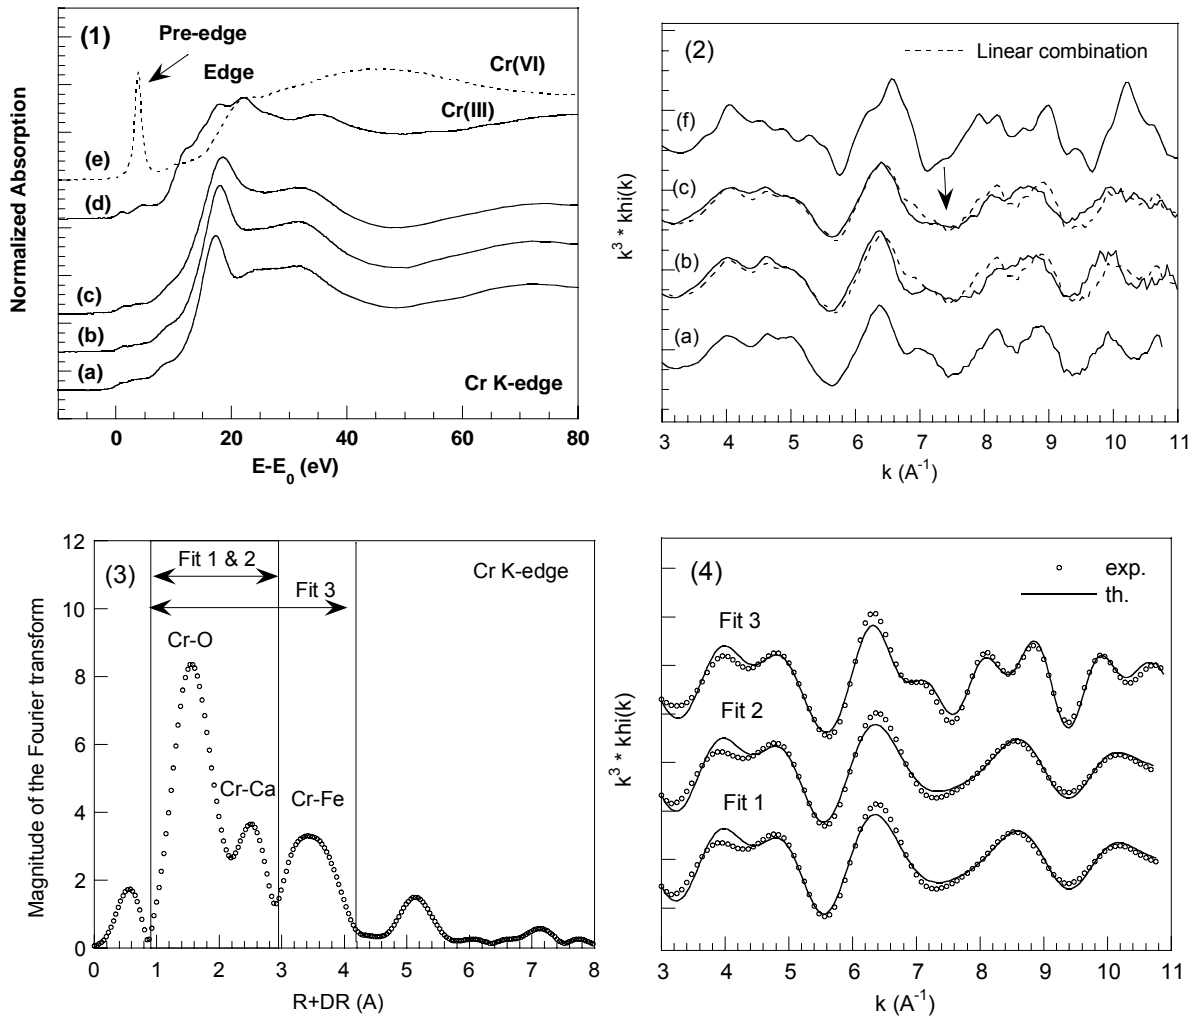 (1)
Pre-edge
Edge
Cr(VI)
Cr(III)
(e)
(d)
(c)
(b)
(a)
Cr K-edge
Normalized Absorption
0 20 40 60 80
E-E0 (eV)
(2)
Linear combination
(f)
(c)
(b)
(a)
k^3 * khi(k)
3 4 5 6 7 8 9 10 11
k (A^-1)
(3)
Fit 1 & 2
Fit 3
Cr K-edge
Cr-O
Cr-Ca
Cr-Fe
Magnitude of the Fourier transform
12
10
8
6
4
2
0
0 1 2 3 4 5 6 7 8
R+DR (A)
(4)
exp.
th.
Fit 3
Fit 2
Fit 1
k^3 * khi(k)
3 4 5 6 7 8 9 10 11
k (A^-1)